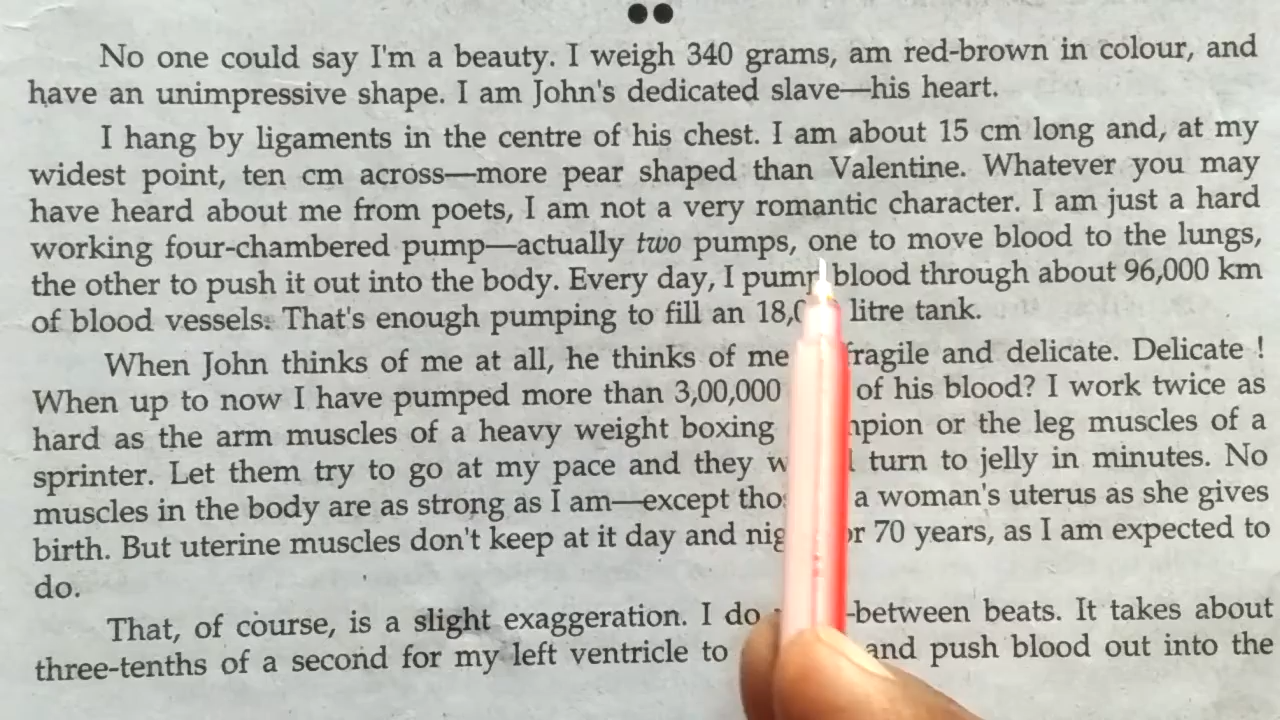 No one could say I'm a beauty. I weigh 340 grams, am red-brown in colour, and
have an unimpressive shape. I am John's dedicated slave—his heart.
I hang by ligaments in the centre of his chest. I am about 15 cm long and, at my
widest point, ten cm across—more pear shaped than Valentine. Whatever you may
have heard about me from poets, I am not a very romantic character. I am just a hard
working four-chambered pump—actually two pumps, one to move blood to the lungs,
the other to push it out into the body. Every day, I pump blood through about 96,000 km
of blood vessels. That's enough pumping to fill an litre tank.
When John thinks of me at all, he thinks of me fragile and delicate. Delicate !
When up to now I have pumped more than 3,00,000 of his blood? I work twice as
hard as the arm muscles of a heavy weight boxing or the leg muscles of a
sprinter. Let them try to go at my pace and they turn to jelly in minutes. No
muscles in the body are as strong as I am—except a woman's uterus as she gives
birth. But uterine muscles don't keep at it day and 70 years, as I am expected to
do.
That, of course, is a slight exaggeration. I do -between beats. It takes about
three-tenths of a second for my left ventricle to and push blood out into the